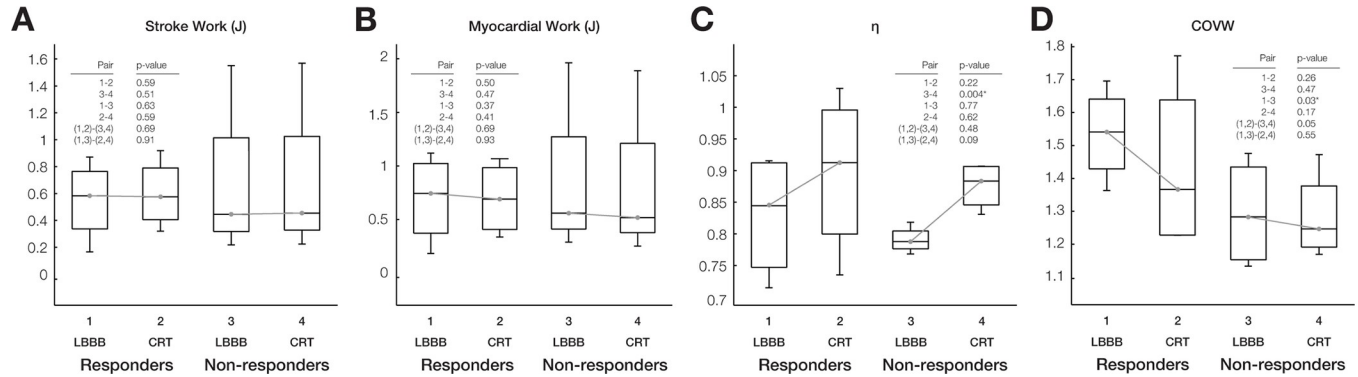 A
Stroke Work (J)
1.6
1.4
1.2
1.0
0.8
0.6
0.4
0.2
0
Pair p-value
1-2 0.59
3-4 0.51
1-3 0.63
2-4 0.59
(1,2)-(3,4) 0.69
(1,3)-(2,4) 0.91
1 2 3 4
LBBB CRT LBBB CRT
Responders Non-responders
B
Myocardial Work (J)
2
1.5
1
0.5
0
Pair p-value
1-2 0.50
3-4 0.47
1-3 0.37
2-4 0.41
(1,2)-(3,4) 0.69
(1,3)-(2,4) 0.93
1 2 3 4
LBBB CRT LBBB CRT
Responders Non-responders
C
η
1.05
1
0.95
0.9
0.85
0.8
0.75
0.7
Pair p-value
1-2 0.22
3-4 0.004*
1-3 0.77
2-4 0.62
(1,2)-(3,4) 0.48
(1,3)-(2,4) 0.09
1 2 3 4
LBBB CRT LBBB CRT
Responders Non-responders
D
COVW
1.8
1.7
1.6
1.5
1.4
1.3
1.2
1.1
Pair p-value
1-2 0.26
3-4 0.47
1-3 0.03*
2-4 0.17
(1,2)-(3,4) 0.05
(1,3)-(2,4) 0.55
1 2 3 4
LBBB CRT LBBB CRT
Responders Non-responders